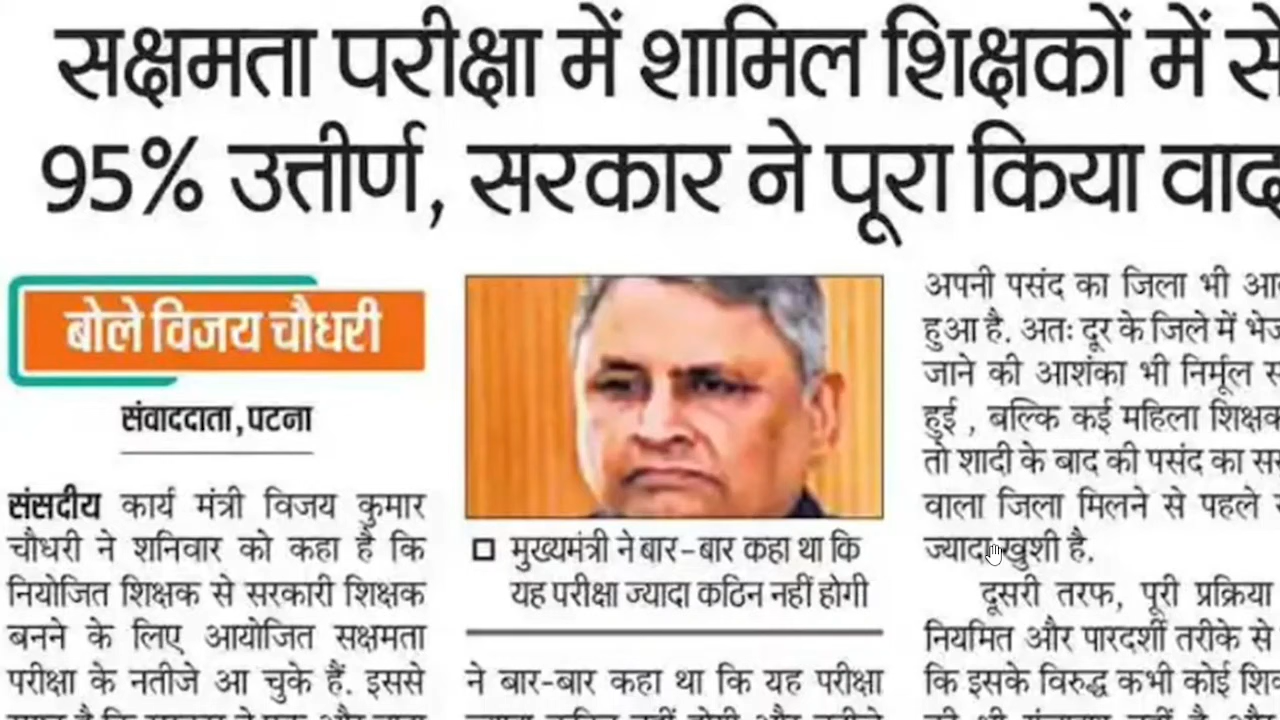 सक्षमता परीक्षा में शामिल शिक्षकों में से
95% उत्तीर्ण, सरकार ने पूरा किया
बोले विजय चौधरी
संवाददाता, पटना
संसदीय कार्य मंत्री विजय कुमार
चौधरी ने शनिवार को कहा है कि
नियोजित शिक्षक से सरकारी शिक्षक
बनने के लिए आयोजित सक्षमता
परीक्षा के नतीजे आ चुके हैं. इससे
मुख्यमंत्री ने बार-बार कहा था कि
यह परीक्षा ज्यादा कठिन नहीं होगी
ने बार-बार कहा था कि यह परीक्षा
अपनी पसंद का जिला भी
हुआ है. अतः दूर के जिले में
जाने की आशंका भी निर्मूल
हुई , बल्कि कई महिला
तो शादी के बाद की पसंद का
वाला जिला मिलने से पहले
ज्यादा खुशी है.
दूसरी तरफ, पूरी प्रक्रिया
नियमित और पारदर्शी तरीके से
कि इसके विरुद्ध कभी कोई